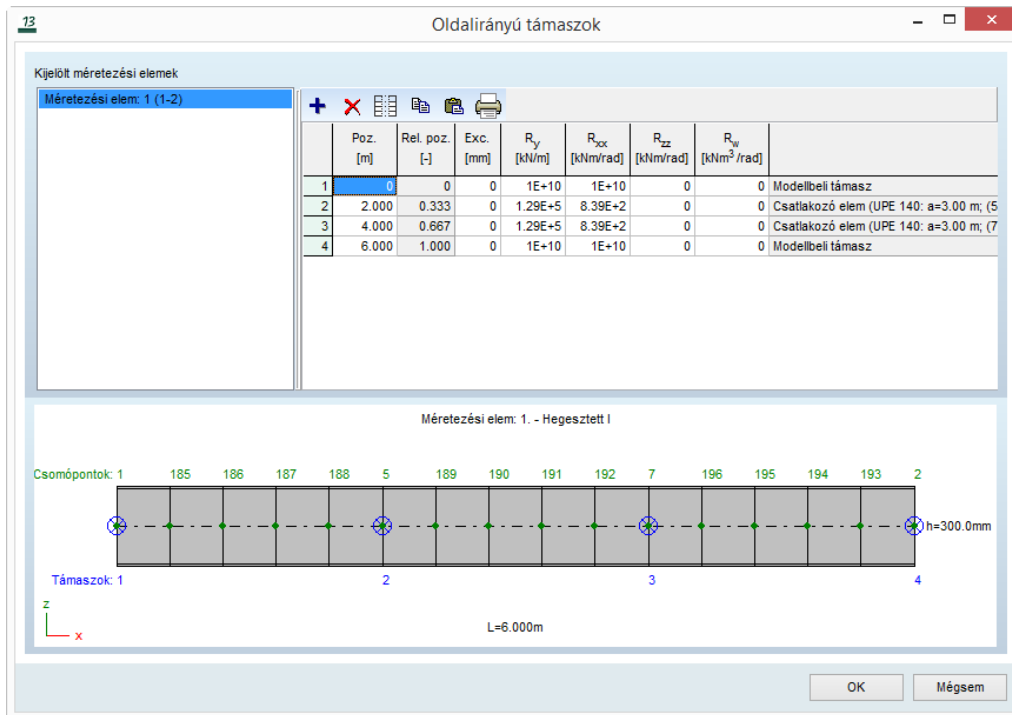 13 Oldalirányú támaszok
Kijelölt méretezési elemek
Méretezési elem: 1 (1-2)
Poz. [m] Rel. poz. [-] Exc. [mm] Ry [kN/m] Rxx [kNm/rad] Rzz [kNm/rad] Rw [kNm³/rad]
1 0 0 0 1E+10 1E+10 0 0 Modellbeli támasz
2 2.000 0.333 0 1.29E+5 8.39E+2 0 0 Csatlakozó elem (UPE 140: a=3.00 m; (5
3 4.000 0.667 0 1.29E+5 8.39E+2 0 0 Csatlakozó elem (UPE 140: a=3.00 m; (7
4 6.000 1.000 0 1E+10 1E+10 0 0 Modellbeli támasz
Méretezési elem: 1. - Hegesztett I
Csomópontok: 1 185 186 187 188 5 189 190 191 192 7 196 195 194 193 2
h=300.0mm
Támaszok: 1 2 3 4
z
x
L=6.000m
OK Mégsem